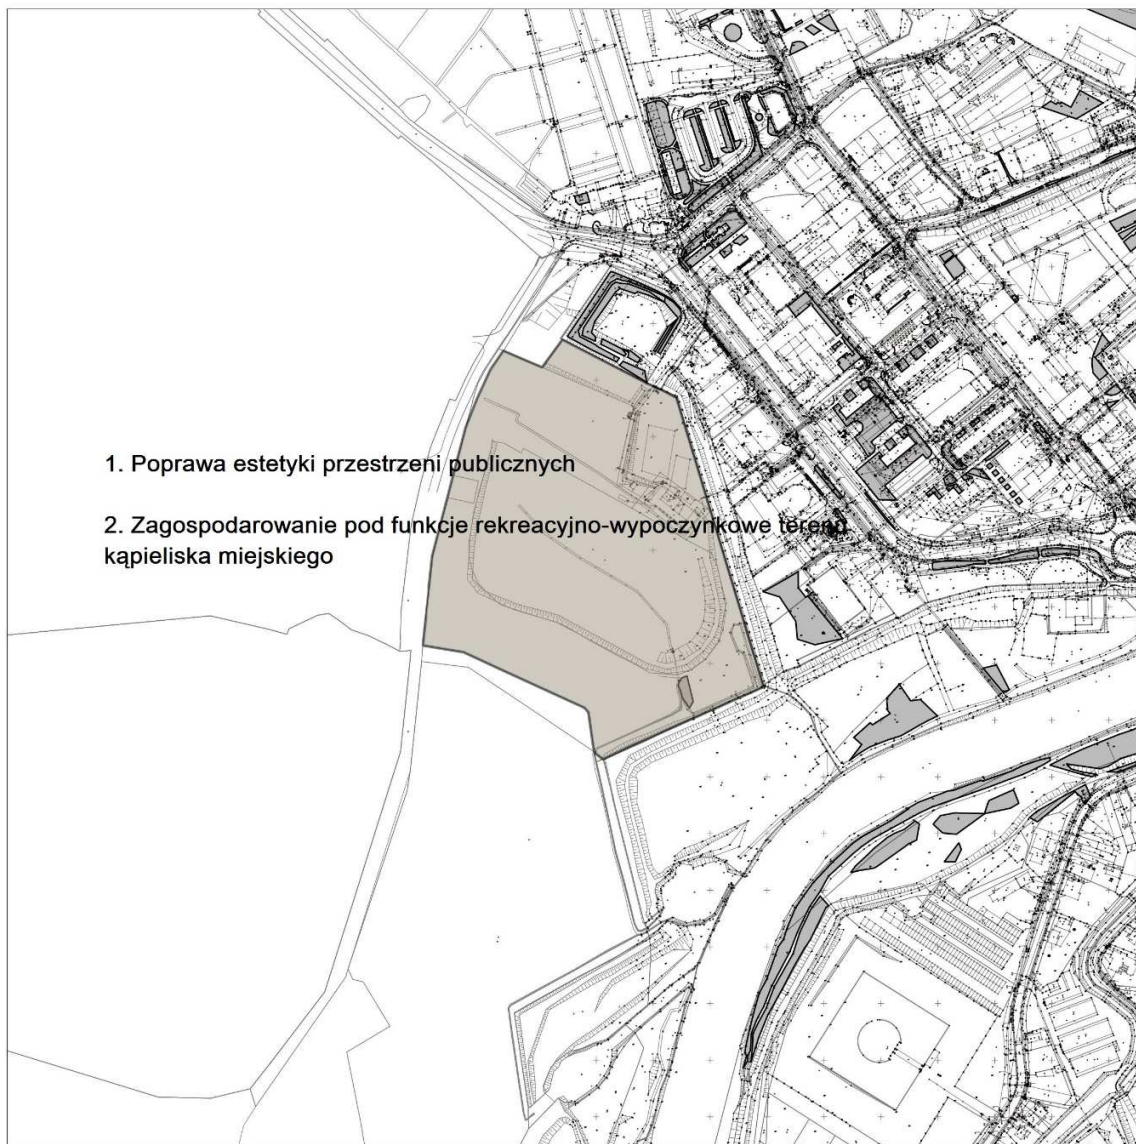 1. Poprawa estetyki przestrzeni publicznych
2. Zagospodarowanie pod funkcje rekreacyjno-wypoczynkowe terenu
kąpieliska miejskiego